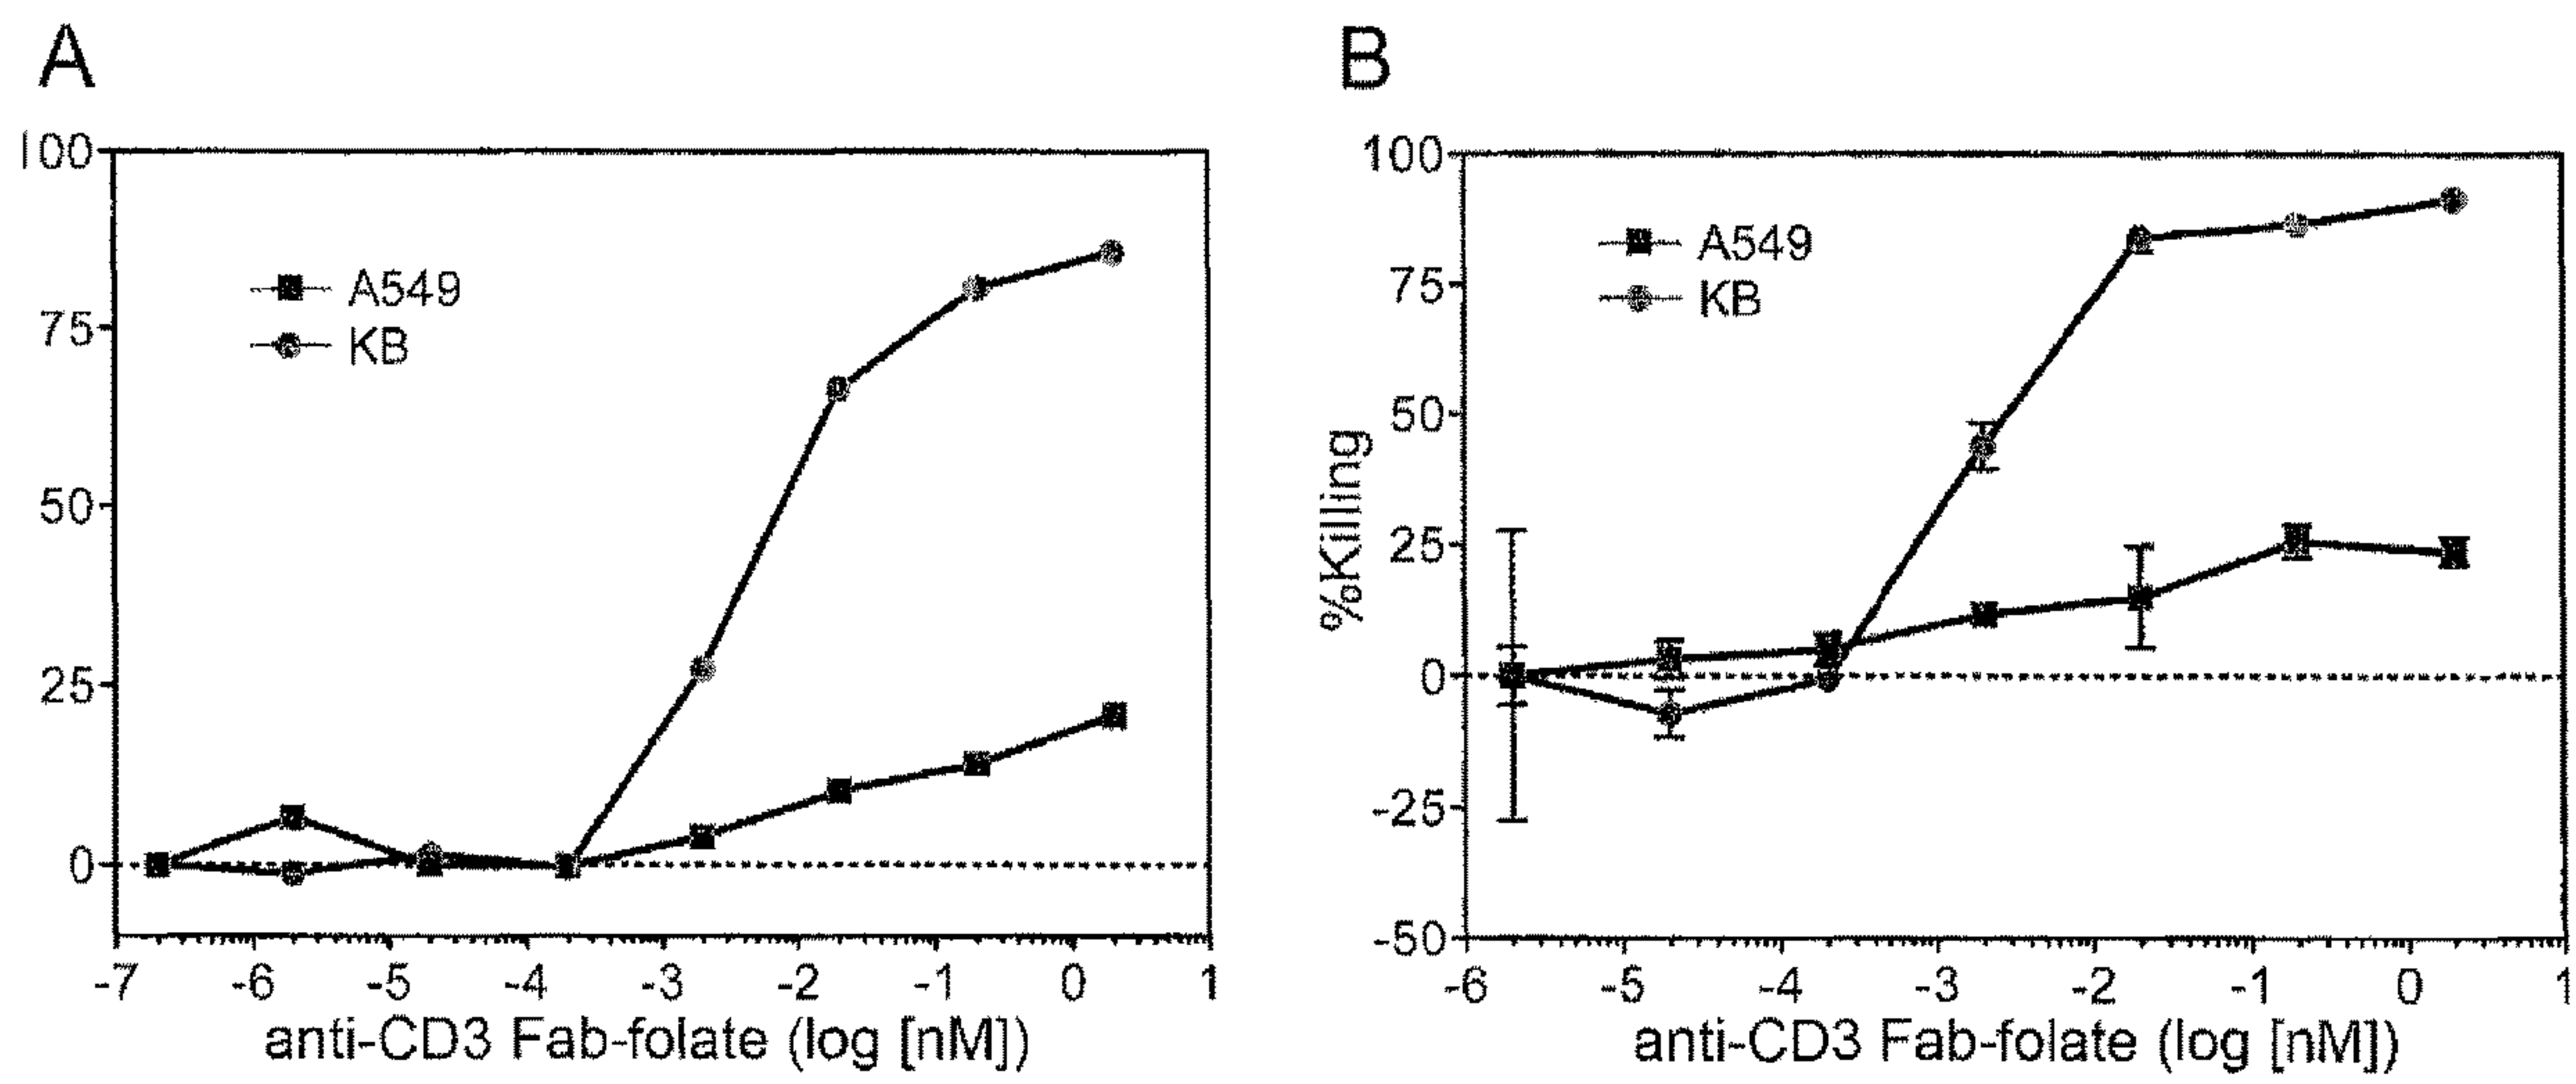 A
100
75
50
25
0
A549
KB
-7 -6 -5 -4 -3 -2 -1 0 1
anti-CD3 Fab-folate (log [nM])
B
%Killing
100
75
50
25
0
-25
-50
A549
KB
-6 -5 -4 -3 -2 -1 0 1
anti-CD3 Fab-folate (log [nM])